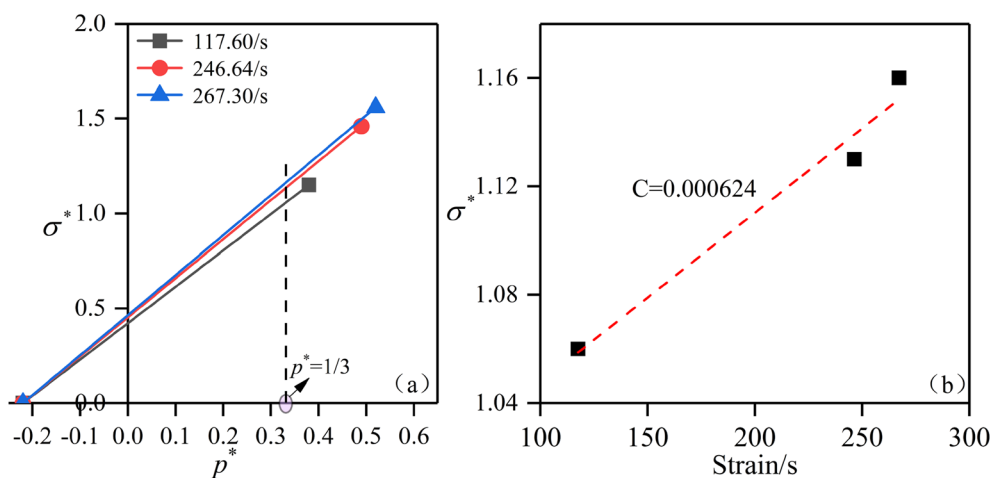 2.0
1.5
1.0
0.5
0.0
σ*
117.60/s
246.64/s
267.30/s
p*=1/3
（a）
-0.2 -0.1 0.0 0.1 0.2 0.3 0.4 0.5 0.6
p*
1.16
1.12
1.08
1.04
σ*
C=0.000624
（b）
100 150 200 250 300
Strain/s